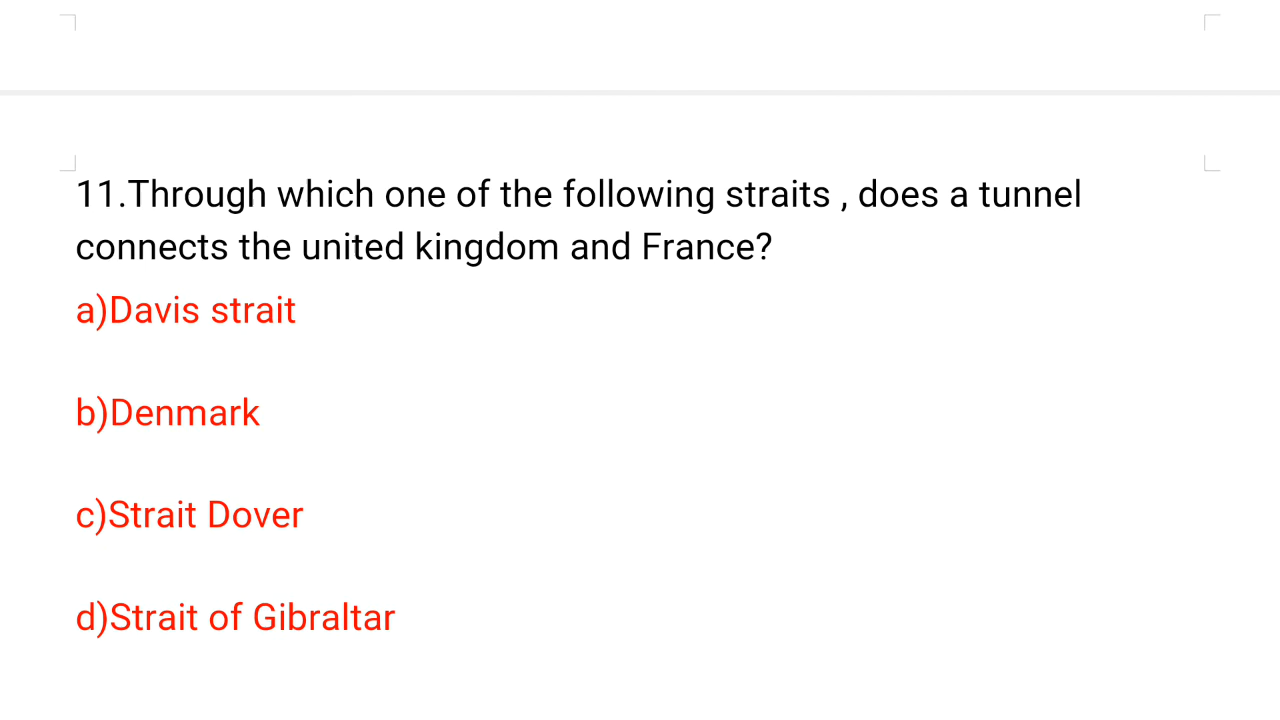 11.Through which one of the following straits , does a tunnel
connects the united kingdom and France?
a)Davis strait
b)Denmark
c)Strait Dover
d)Strait of Gibraltar